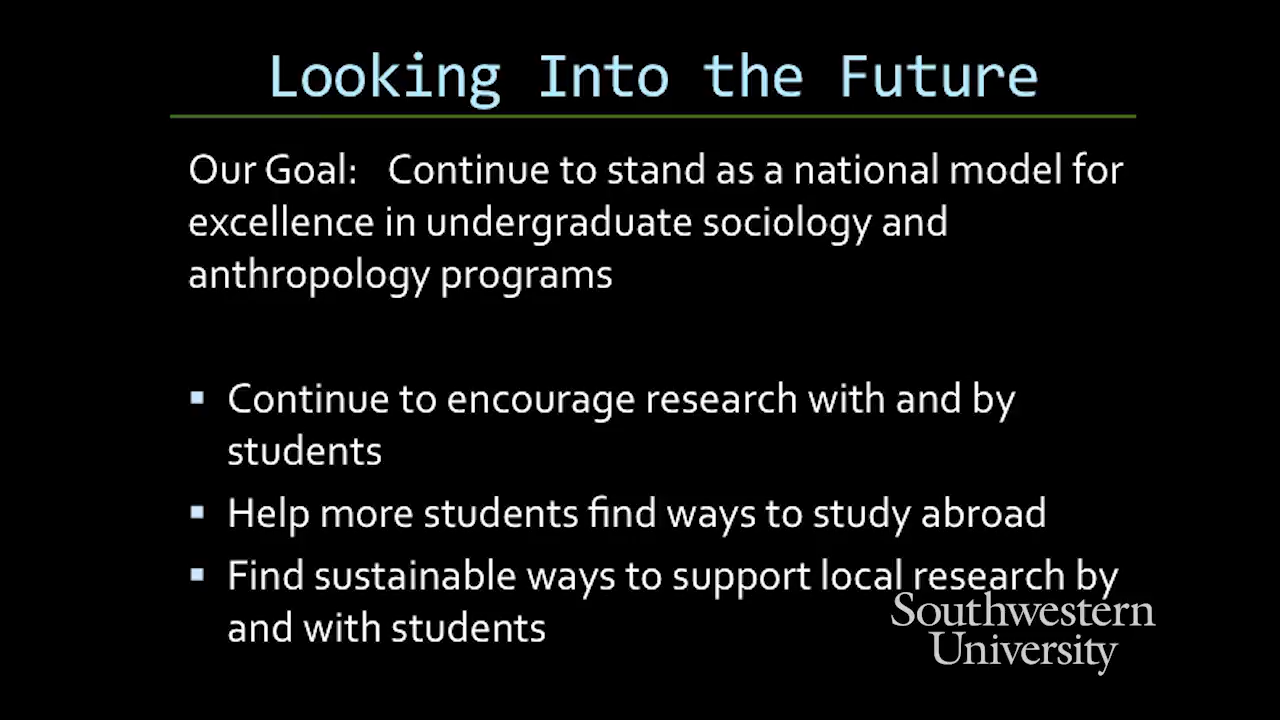 Looking Into the Future
Our Goal: Continue to stand as a national model for
excellence in undergraduate sociology and
anthropology programs
▪ Continue to encourage research with and by
students
▪ Help more students find ways to study abroad
▪ Find sustainable ways to support local research by
and with students
Southwestern
University